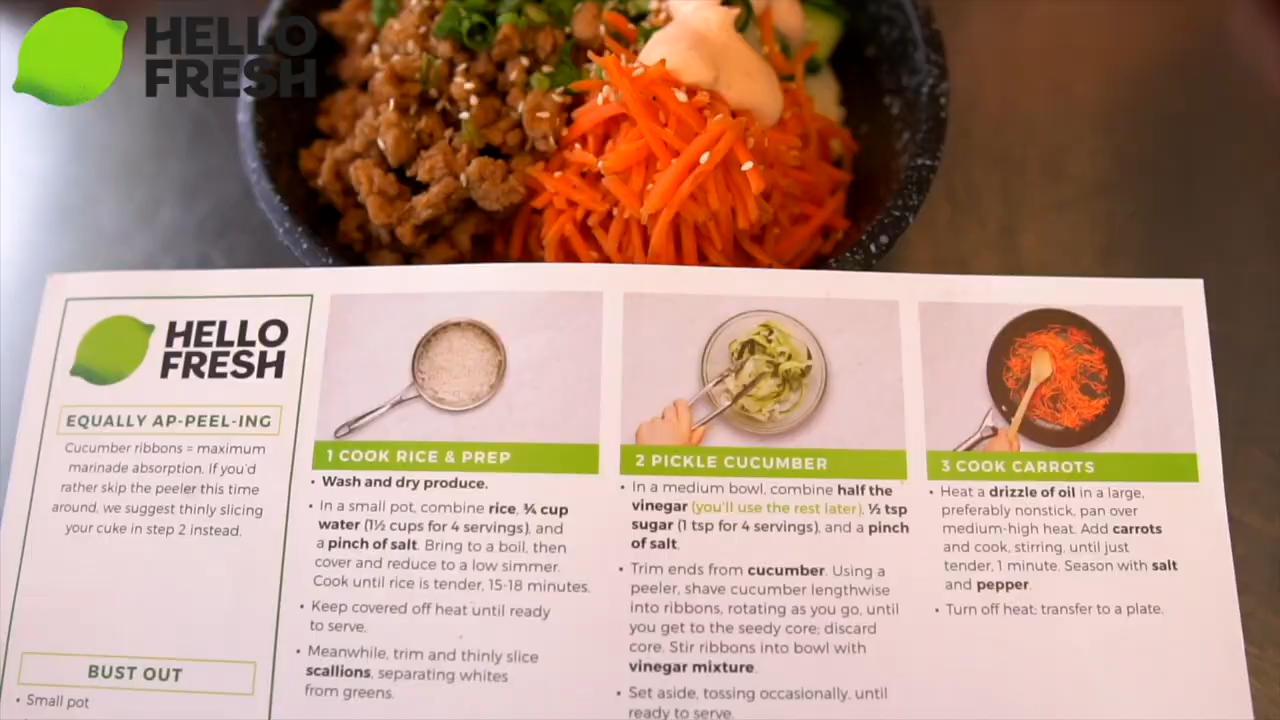 HELLO
FRESH
HELLO
FRESH
EQUALLY AP-PEEL-ING
Cucumber ribbons = maximum
marinade absorption. If you'd
rather skip the peeler this time
around, we suggest thinly slicing
your cuke in step 2 instead.
BUST OUT
• Small pot
1 COOK RICE & PREP
• Wash and dry produce.
• In a small pot, combine rice, ¾ cup
water (1½ cups for 4 servings), and
a pinch of salt. Bring to a boil, then
cover and reduce to a low simmer.
Cook until rice is tender, 15-18 minutes.
• Keep covered off heat until ready
to serve.
• Meanwhile, trim and thinly slice
scallions, separating whites
from greens.
2 PICKLE CUCUMBER
• In a medium bowl, combine half the
vinegar (you'll use the rest later), ½ tsp
sugar (1 tsp for 4 servings), and a pinch
of salt.
• Trim ends from cucumber. Using a
peeler, shave cucumber lengthwise
into ribbons, rotating as you go, until
you get to the seedy core; discard
core. Stir ribbons into bowl with
vinegar mixture.
• Set aside, tossing occasionally, until
ready to serve.
3 COOK CARROTS
• Heat a drizzle of oil in a large,
preferably nonstick, pan over
medium-high heat. Add carrots
and cook, stirring, until just
tender, 1 minute. Season with salt
and pepper.
• Turn off heat; transfer to a plate.